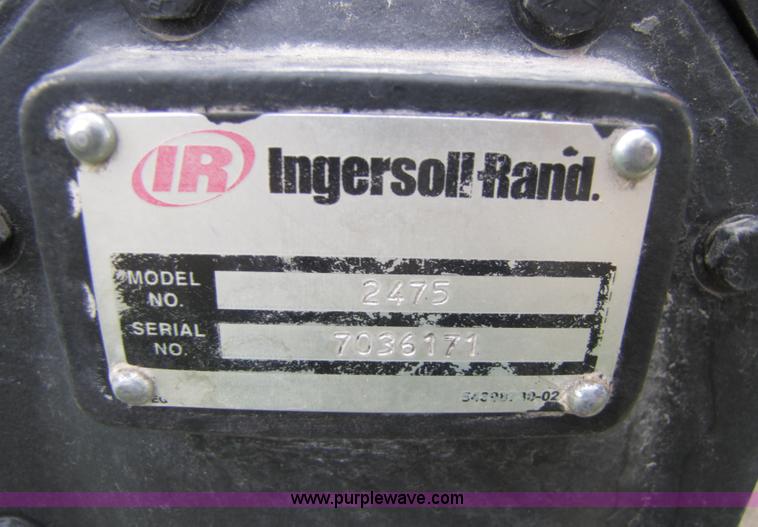 IR Ingersoll-Rand.
MODEL NO. 2475
SERIAL NO. 7036171
www.purplewave.com